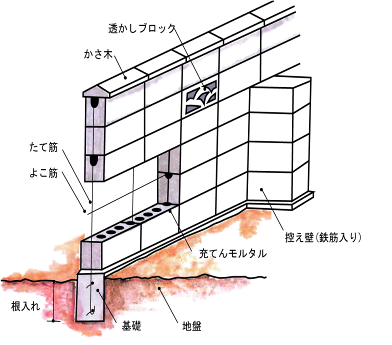 透かしブロック
かさ木
たて筋
よこ筋
控え壁(鉄筋入り)
充てんモルタル
根入れ
基礎
地盤